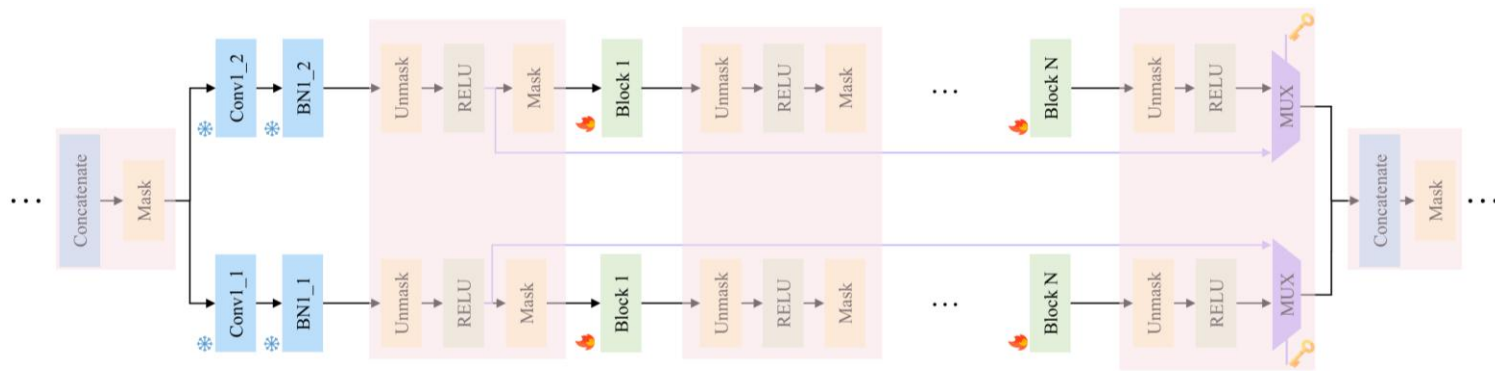 ...
Concatenate
Mask
Conv1_2
BN1_2
Unmask
RELU
Mask
Block 1
Unmask
RELU
Mask
...
Block N
Unmask
RELU
MUX
Conv1_1
BN1_1
Unmask
RELU
Mask
Block 1
Unmask
RELU
Mask
...
Block N
Unmask
RELU
MUX
Concatenate
Mask
...